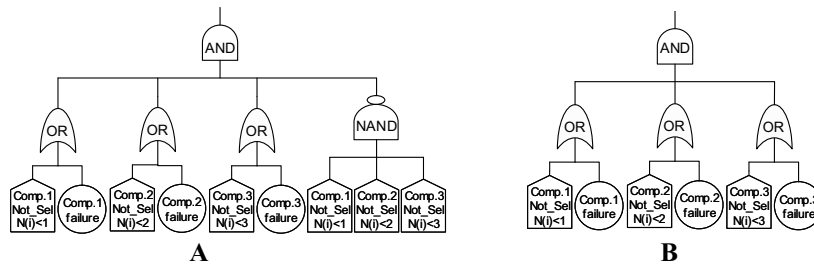 AND
AND
OR
OR
OR
NAND
OR
OR
OR
Comp.1
Not_Sel
N(i)<1
Comp.1
failure
Comp.2
Not_Sel
N(i)<2
Comp.2
failure
Comp.3
Not_Sel
N(i)<3
Comp.3
failure
Comp.1
Not_Sel
N(i)<1
Comp.2
Not_Sel
N(i)<2
Comp.3
Not_Sel
N(i)<3
Comp.1
Not_Sel
N(i)<1
Comp.1
failure
Comp.2
Not_Sel
N(i)<2
Comp.2
failure
Comp.3
Not_Sel
N(i)<3
Comp.3
failure
A
B